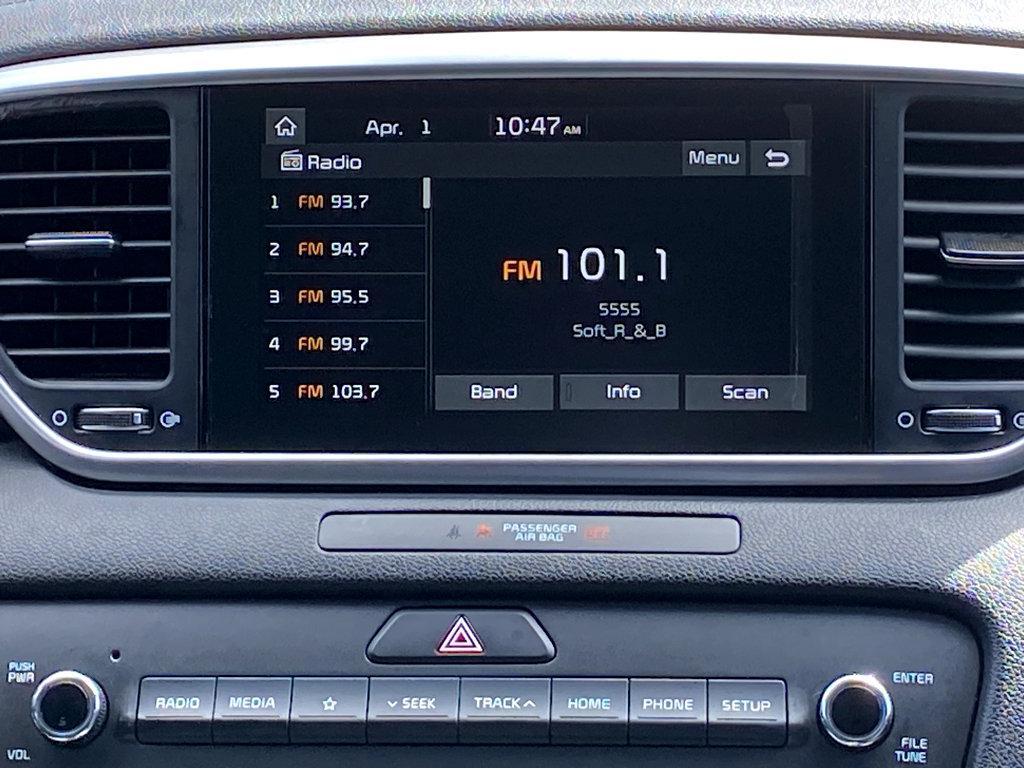 Apr. 1 10:47 AM
Radio Menu
1 FM 93.7
2 FM 94.7
3 FM 95.5
4 FM 99.7
5 FM 103.7
FM 101.1
5555
Soft_R_&_B
Band Info Scan
PASSENGER
AIR BAG OFF
PUSH
PWR
VOL
RADIO MEDIA SEEK TRACK HOME PHONE SETUP
ENTER
FILE
TUNE